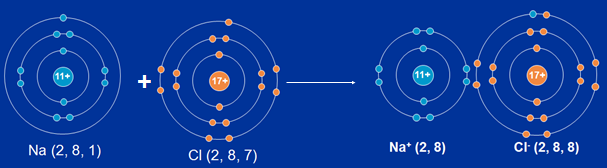 11+
+
17+
11+
17+
Na (2, 8, 1)
Cl (2, 8, 7)
Na⁺ (2, 8)
Cl⁻ (2, 8, 8)